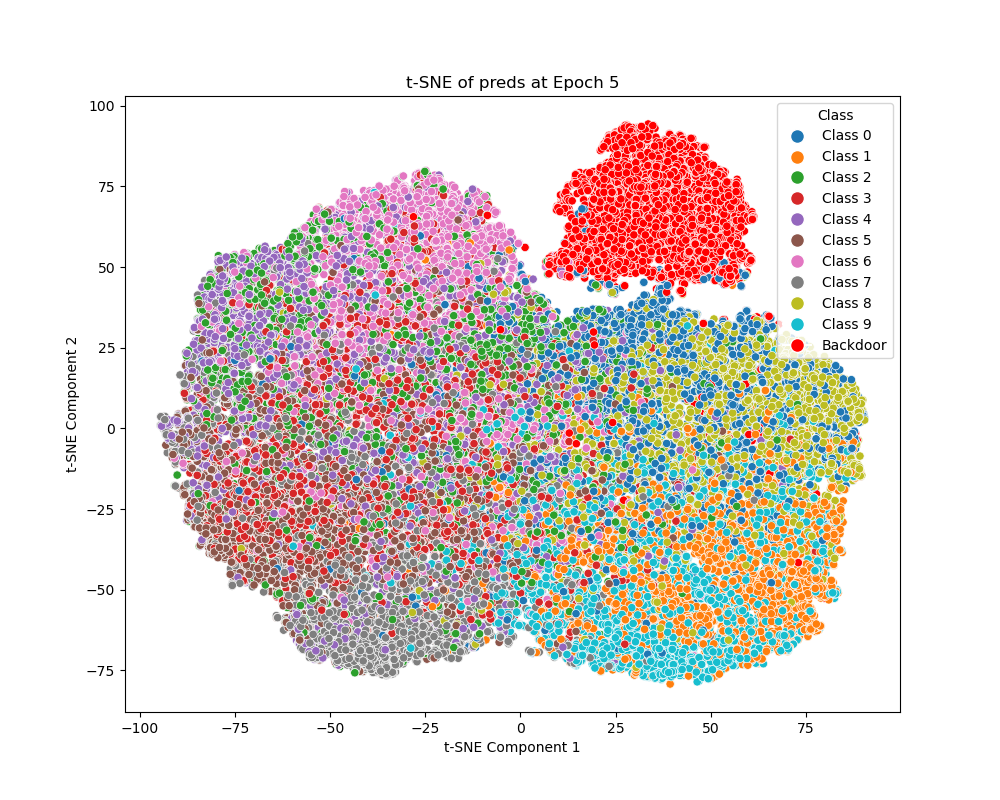 t-SNE of preds at Epoch 5
100
75
50
25
0
−25
−50
−75
t-SNE Component 2
−100
−75
−50
−25
0
25
50
75
t-SNE Component 1
Class
Class 0
Class 1
Class 2
Class 3
Class 4
Class 5
Class 6
Class 7
Class 8
Class 9
Backdoor